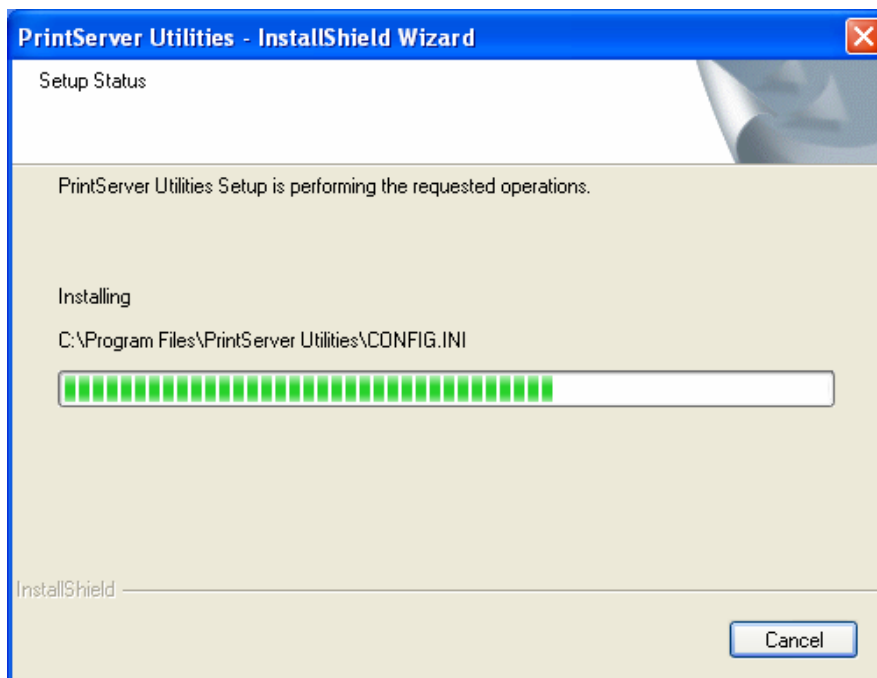 PrintServer Utilities - InstallShield Wizard
Setup Status
PrintServer Utilities Setup is performing the requested operations.
Installing
C:\Program Files\PrintServer Utilities\CONFIG.INI
InstallShield
Cancel